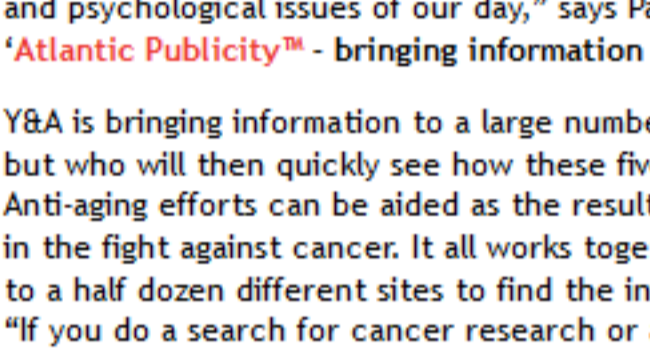 and psychological issues of our day,” says
‘Atlantic Publicity™ - bringing information
Y&A is bringing information to a large
but who will then quickly see how these
Anti-aging efforts can be aided as the
in the fight against cancer. It all works
to a half dozen different sites to find the
“If you do a search for cancer research or